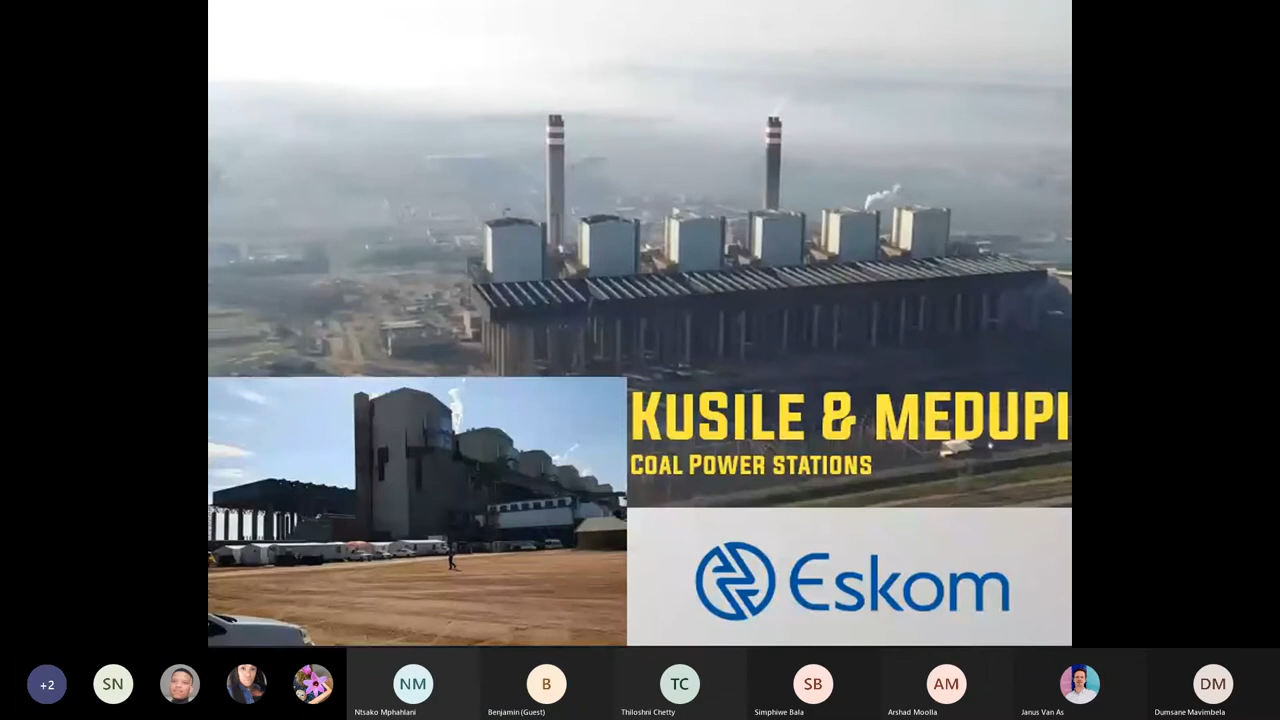 KUSILE & MEDUPI
COAL POWER STATIONS
Eskom
+2
SN
NM
B
TC
SB
AM
DM
Ntsako Mphahlani
Benjamin (Guest)
Thiloshni Chetty
Simphiwe Bala
Arshad Moolla
Janus Van As
Dumsane Mavimbela